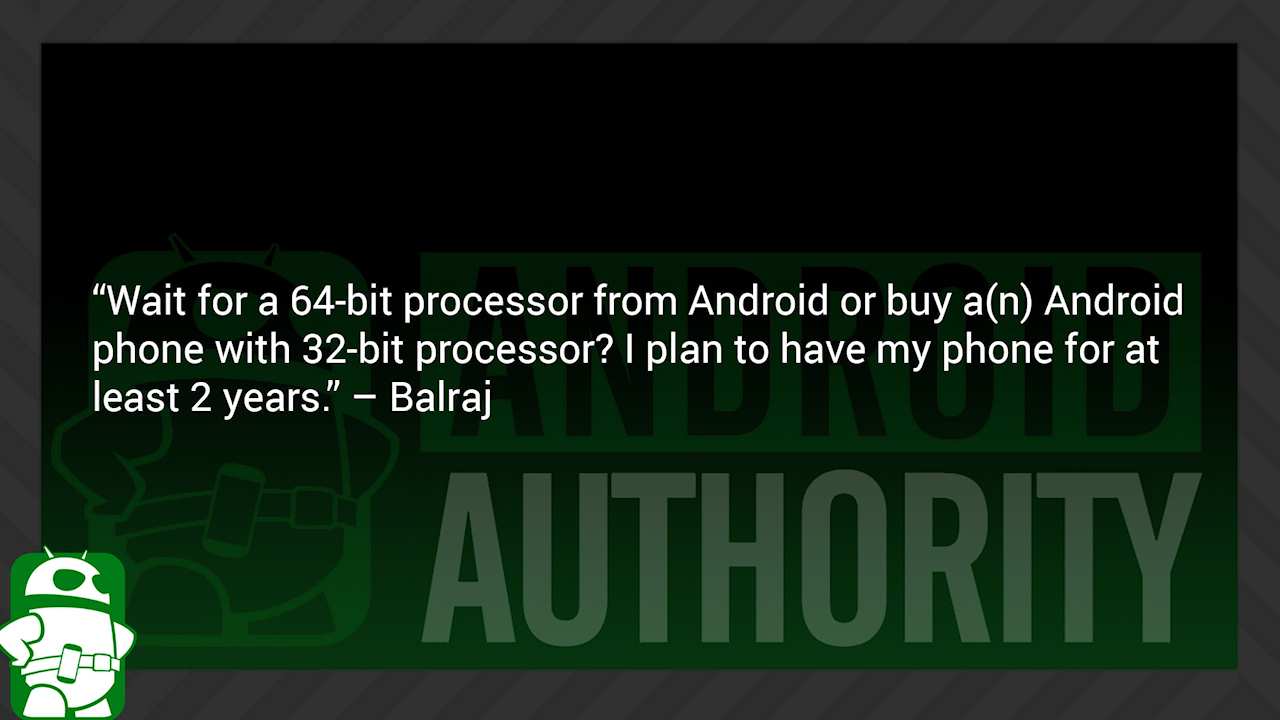 “Wait for a 64-bit processor from Android or buy a(n) Android
phone with 32-bit processor? I plan to have my phone for at
least 2 years.” – Balraj
ANDROID
AUTHORITY